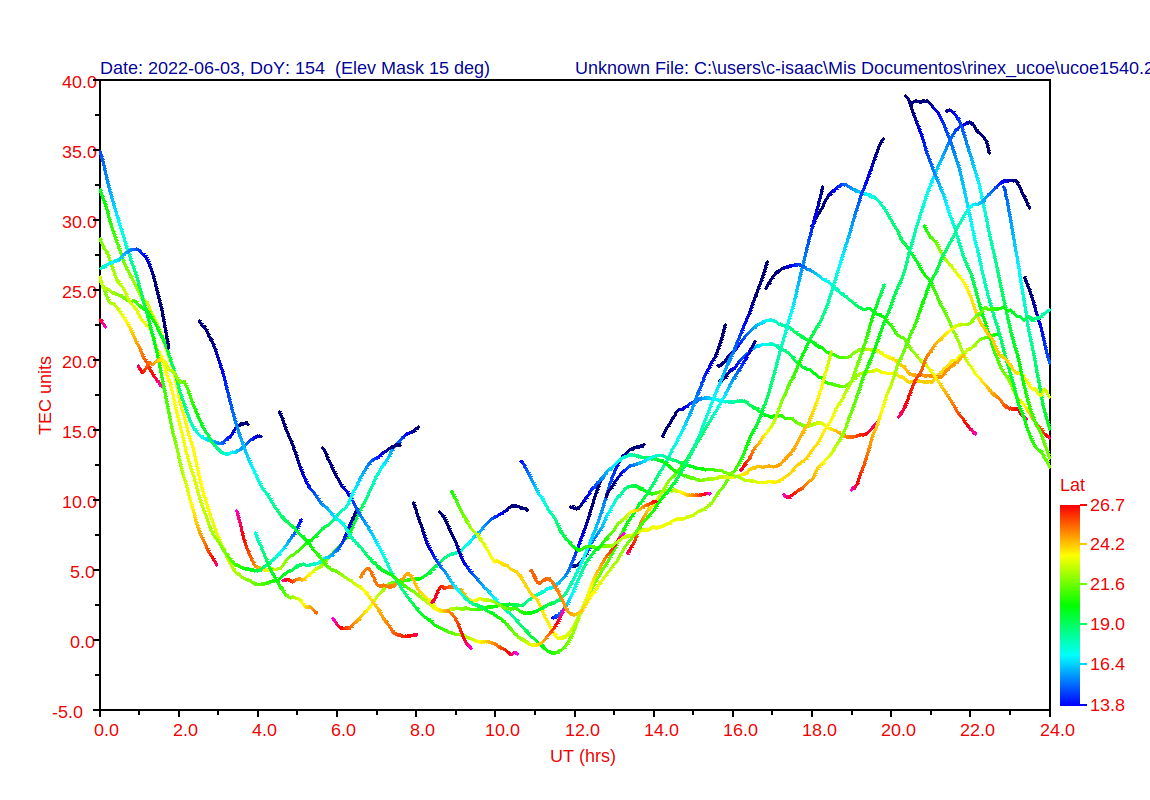 Date: 2022-06-03, DoY: 154  (Elev Mask 15 deg)
Unknown File: C:\users\c-isaac\Mis Documentos\rinex_ucoe\ucoe1540.2
40.0
35.0
30.0
25.0
20.0
15.0
10.0
5.0
0.0
-5.0
TEC units
0.0 2.0 4.0 6.0 8.0 10.0 12.0 14.0 16.0 18.0 20.0 22.0 24.0
UT (hrs)
Lat
26.7
24.2
21.6
19.0
16.4
13.8